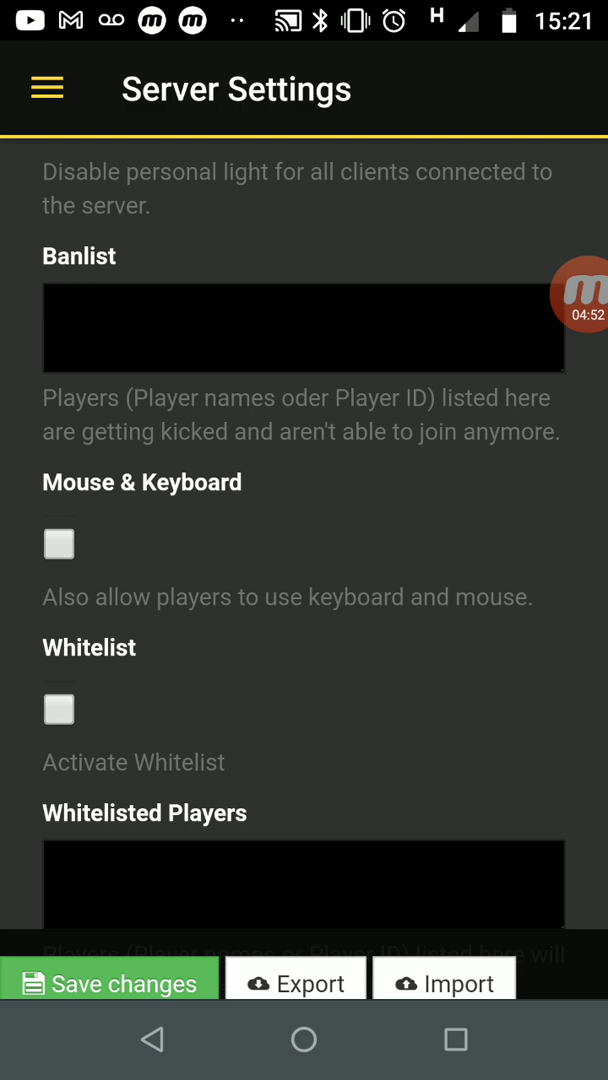 H 15:21
Server Settings
Disable personal light for all clients connected to
the server.
Banlist
04:52
Players (Player names oder Player ID) listed here
are getting kicked and aren't able to join anymore.
Mouse & Keyboard
Also allow players to use keyboard and mouse.
Whitelist
Activate Whitelist
Whitelisted Players
Players (Player names or Player ID) listed here will
Save changes Export Import